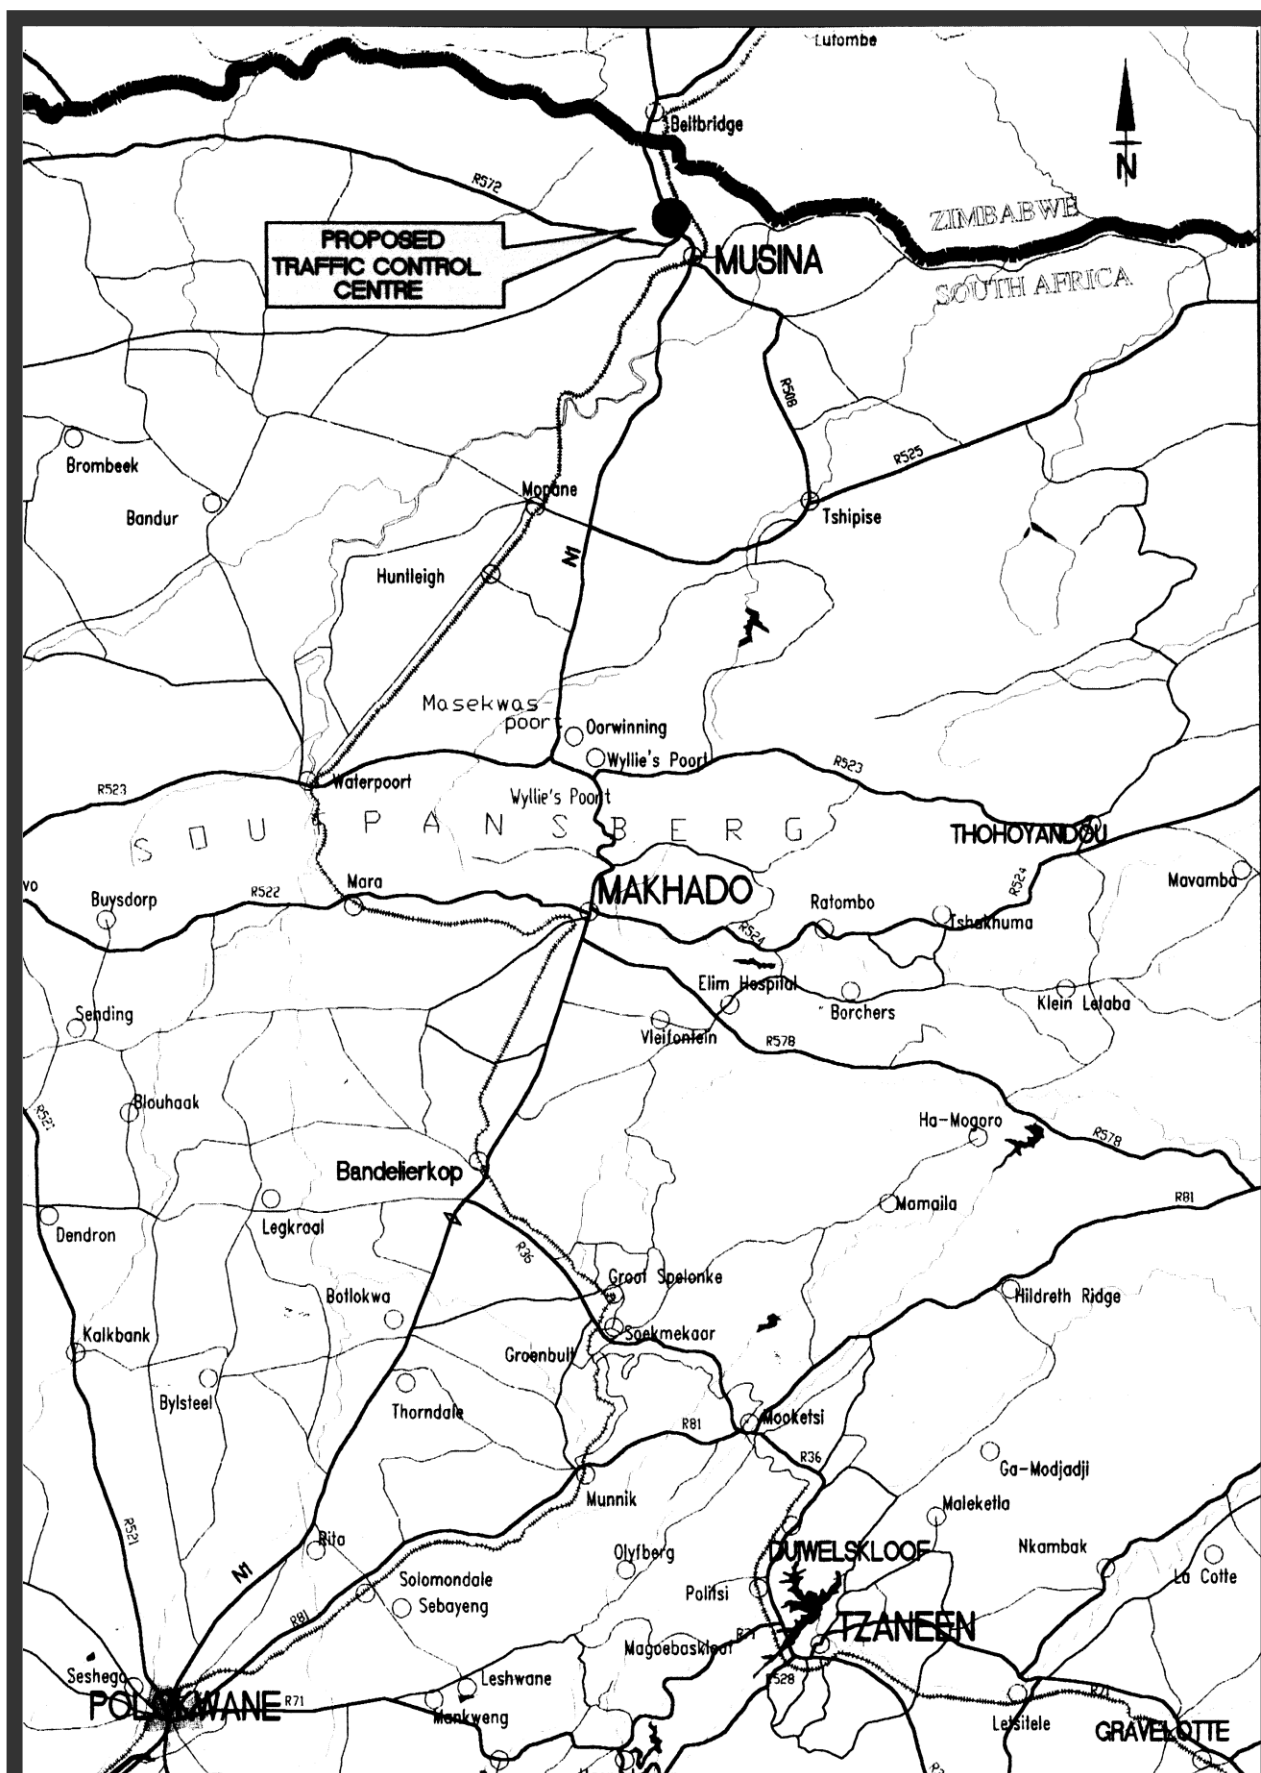 Lutombe
Beitbridge
N
R572
ZIMBABWE
PROPOSED
TRAFFIC CONTROL
CENTRE
MUSINA
SOUTH AFRICA
R508
Brombeek
R525
Mopane
Bandur
Tshipise
N1
Huntleigh
Masekwas
poort
Oorwinning
Wyllie's Poort
R523
Waterpoort
R523
Wyllie's Poort
SOUTPANSBERG
THOHOYANDOU
vo
Buysdorp
R522
Mara
MAKHADO
Ratombo
R524
Mavamba
Tshakhuma
R524
Elim Hospital
Borchers
Klein Letaba
Sending
Vleifontein
R578
Blouhaak
R521
Ha-Mogoro
R578
Bandelierkop
Mamaila
R81
Legkraal
Dendron
R36
Groot Spelonke
Botlokwa
Hildreth Ridge
Kalkbank
Soekmekaar
Groenbult
Bylsteel
Thorndale
Mooketsi
R81
R36
Ga-Modjadji
Munnik
Maleketla
R521
Rita
Olyfberg
DUIWELSKLOOF
Nkambak
La Cotte
N1
Solomondale
Politsi
Sebayeng
R81
TZANEEN
R71
Magoebaskloof
Seshego
Leshwane
R528
POLOKWANE
R71
Mankweng
R71
Letsitele
GRAVELOTTE